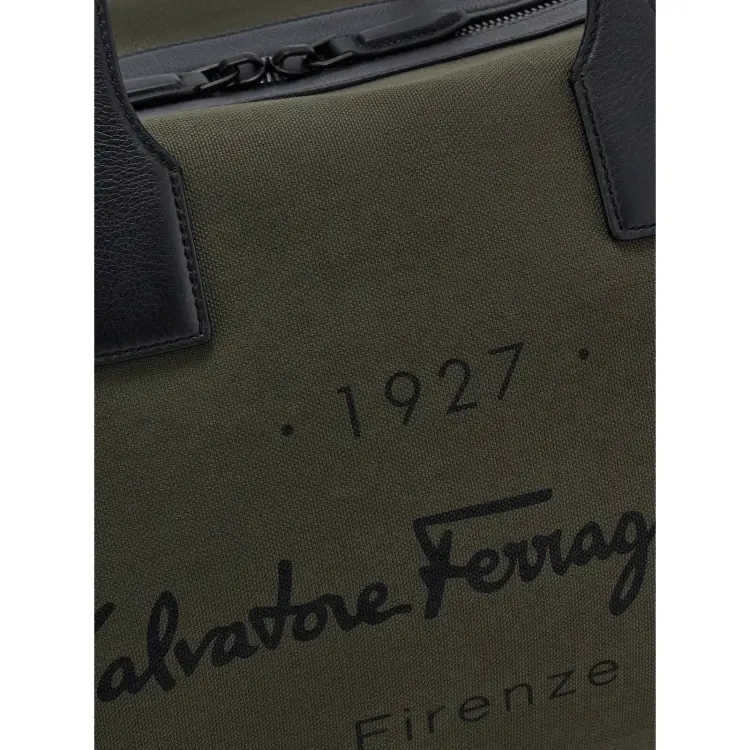 · 1927 ·
Salvatore Ferrag
Firenze